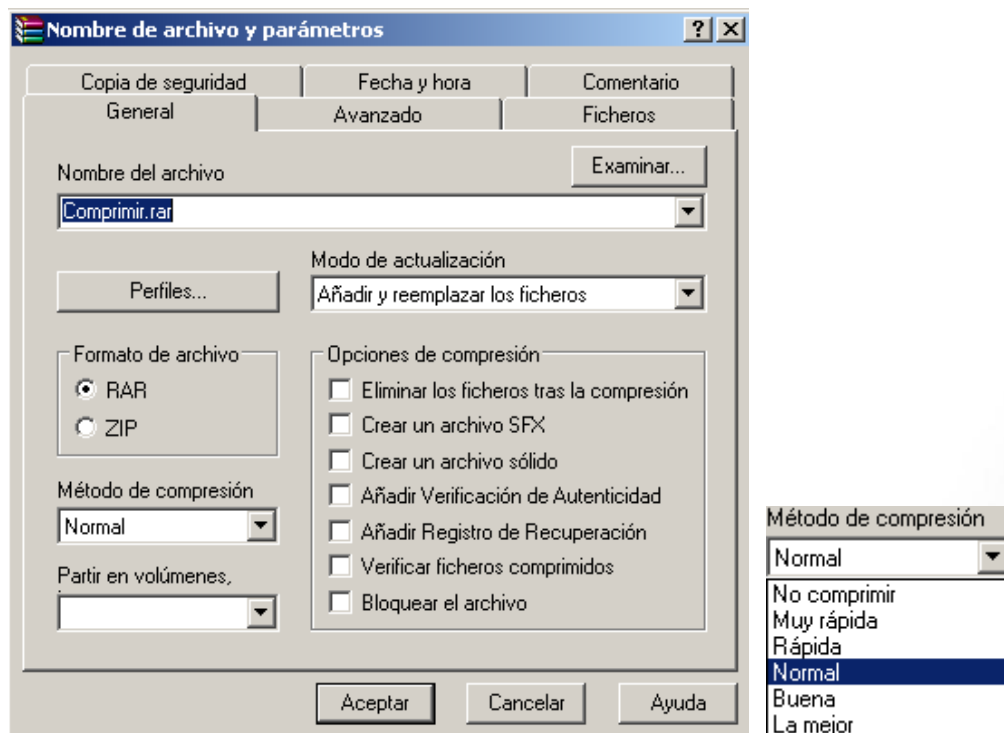 Nombre de archivo y parámetros
Copia de seguridad
Fecha y hora
Comentario
General
Avanzado
Ficheros
Nombre del archivo
Examinar...
Comprimir.rar
Modo de actualización
Perfiles...
Añadir y reemplazar los ficheros
Formato de archivo
RAR
ZIP
Opciones de compresión
Eliminar los ficheros tras la compresión
Crear un archivo SFX
Crear un archivo sólido
Añadir Verificación de Autenticidad
Añadir Registro de Recuperación
Verificar ficheros comprimidos
Bloquear el archivo
Método de compresión
Normal
Partir en volúmenes,
Aceptar
Cancelar
Ayuda
Método de compresión
Normal
No comprimir
Muy rápida
Rápida
Normal
Buena
La mejor